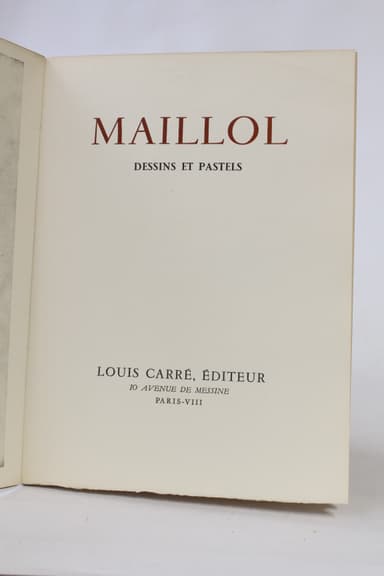 MAILLOL
DESSINS ET PASTELS
LOUIS CARRÉ, ÉDITEUR
10 AVENUE DE MESSINE
PARIS-VIII